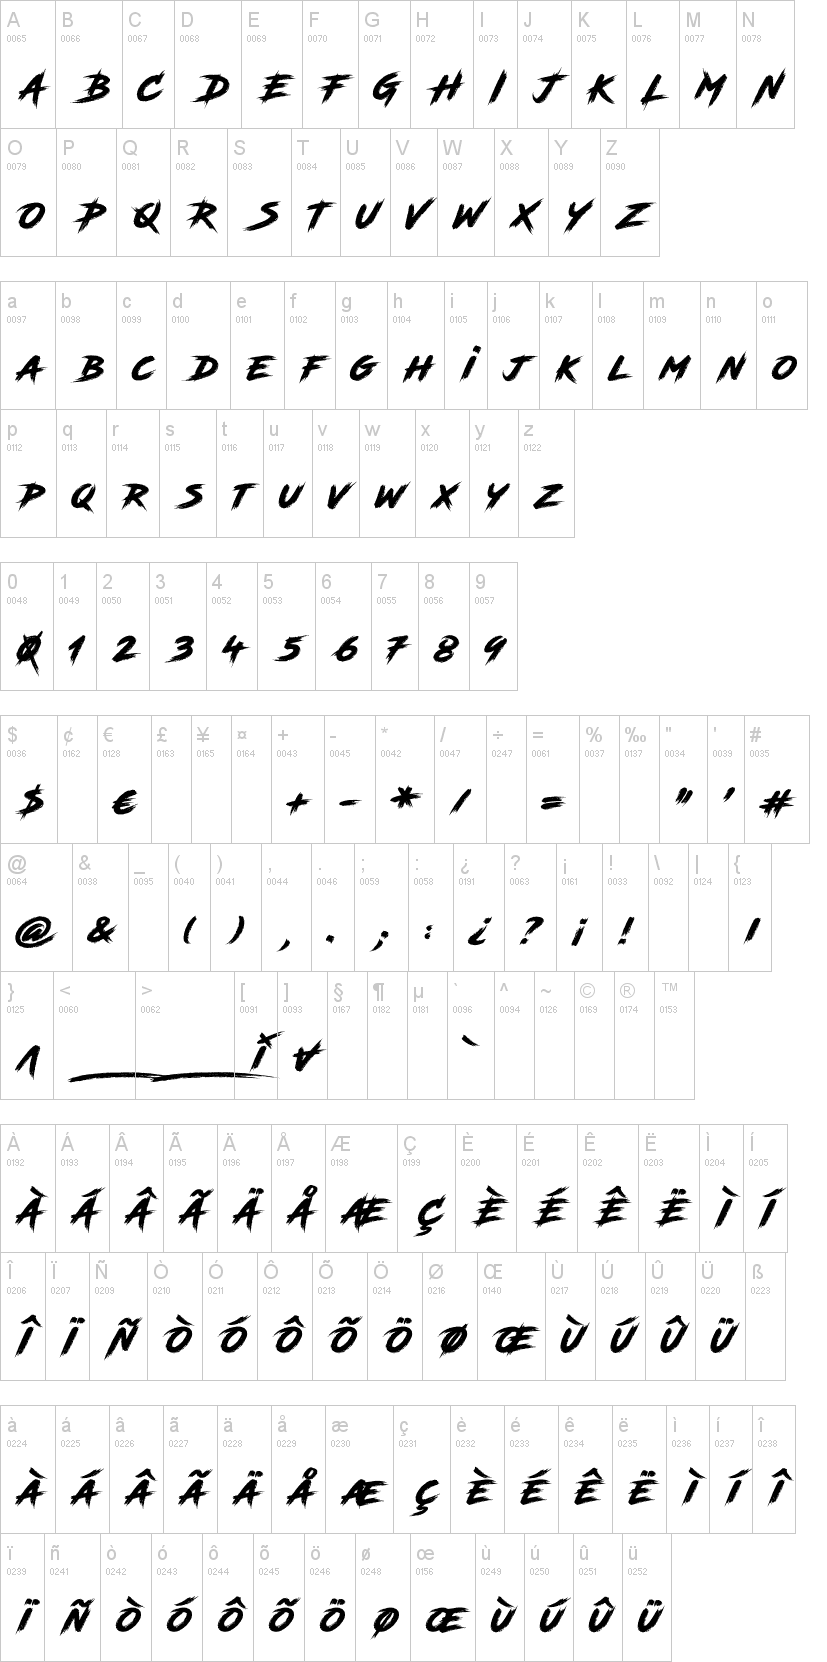 A B C D E F G H I J K L M N
0065 0066 0067 0068 0069 0070 0071 0072 0073 0074 0075 0076 0077 0078
A B C D E F G H I J K L M N
O P Q R S T U V W X Y Z
0079 0080 0081 0082 0083 0084 0085 0086 0087 0088 0089 0090
O P Q R S T U V W X Y Z
a b c d e f g h i j k l m n o
0097 0098 0099 0100 0101 0102 0103 0104 0105 0106 0107 0108 0109 0110 0111
A B C D E F G H i J K L M N O
p q r s t u v w x y z
0112 0113 0114 0115 0116 0117 0118 0119 0120 0121 0122
P Q R S T U V W X Y Z
0 1 2 3 4 5 6 7 8 9
0048 0049 0050 0051 0052 0053 0054 0055 0056 0057
0 1 2 3 4 5 6 7 8 9
$ ¢ € £ ¥ ¤ + - * / ÷ = % ‰ " ' #
0036 0162 0128 0163 0165 0164 0043 0045 0042 0047 0247 0061 0037 0137 0034 0039 0035
$ € + - * / = " ' #
@ & _ ( ) , . ; : ¿ ? ¡ ! \ | {
0064 0038 0095 0040 0041 0044 0046 0059 0058 0191 0063 0161 0033 0092 0124 0123
@ & ( ) , . ; : ¿ ? ¡ ! I
} < > [ ] § ¶ µ ` ^ ~ © ® ™
0125 0060 0062 0091 0093 0167 0182 0181 0096 0094 0126 0169 0174 0153
Λ Ǐ ∀ `
À Á Â Ã Ä Å Æ Ç È É Ê Ë Ì Í
0192 0193 0194 0195 0196 0197 0198 0199 0200 0201 0202 0203 0204 0205
À Á Â Ã Ä Å Æ Ç È É Ê Ë Ì Í
Î Ï Ñ Ò Ó Ô Õ Ö Ø Œ Ù Ú Û Ü ß
0206 0207 0209 0210 0211 0212 0213 0214 0216 0140 0217 0218 0219 0220 0223
Î Ï Ñ Ò Ó Ô Õ Ö Ø Œ Ù Ú Û Ü
à á â ã ä å æ ç è é ê ë ì í î
0224 0225 0226 0227 0228 0229 0230 0231 0232 0233 0234 0235 0236 0237 0238
À Á Â Ã Ä Å Æ Ç È É Ê Ë Ì Í Î
ï ñ ò ó ô õ ö ø œ ù ú û ü
0239 0241 0242 0243 0244 0245 0246 0248 0156 0249 0250 0251 0252
Ï Ñ Ò Ó Ô Õ Ö Ø Œ Ù Ú Û Ü